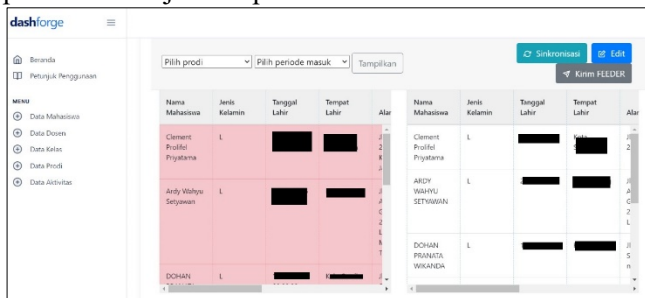 dashforge
Beranda
Petunjuk Penggunaan
MENU
Data Mahasiswa
Data Dosen
Data Kelas
Data Prodi
Data Aktivitas
Pilih prodi
Pilih periode masuk
Tampilkan
Sinkronisasi
Edit
Kirim FEEDER
Nama Mahasiswa
Jenis Kelamin
Tanggal Lahir
Tempat Lahir
Alar
Clement Prolifel Priyatama
L
Ardy Wahyu Setyawan
L
DOHAN
L
Nama Mahasiswa
Jenis Kelamin
Tanggal Lahir
Tempat Lahir
Alar
Clement Prolifel Priyatama
L
ARDY WAHYU SETYAWAN
L
DOHAN PRANATA WIKANDA
L